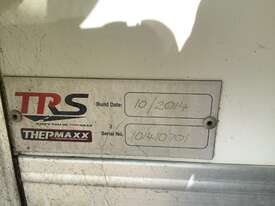 TRS
Build Date: 10/2014
THERMAXX
Serial No. 10410701